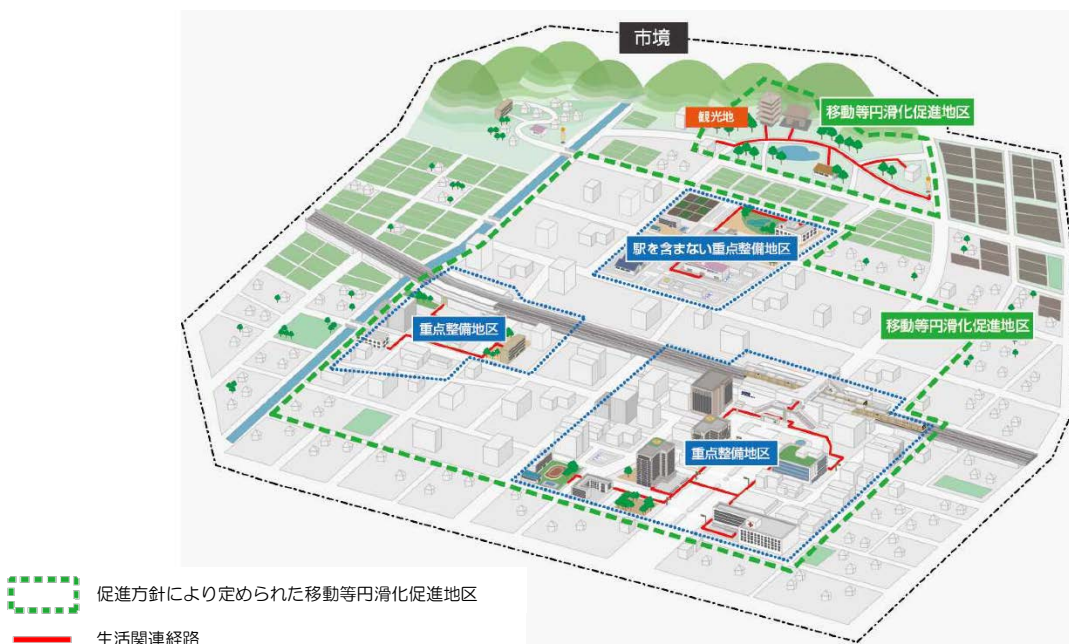 市境
観光地
移動等円滑化促進地区
駅を含まない重点整備地区
移動等円滑化促進地区
重点整備地区
重点整備地区
促進方針により定められた移動等円滑化促進地区
生活関連経路